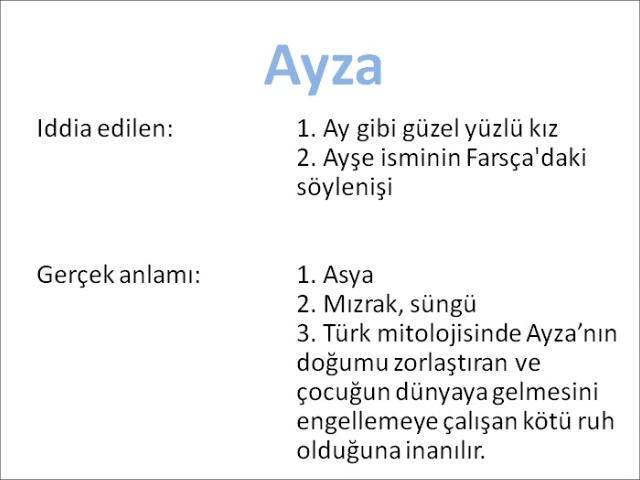 Ayza
Iddia edilen:
1. Ay gibi güzel yüzlü kız
2. Ayşe isminin Farsça'daki
söylenişi
Gerçek anlamı:
1. Asya
2. Mızrak, süngü
3. Türk mitolojisinde Ayza’nın
doğumu zorlaştıran ve
çocuğun dünyaya gelmesini
engellemeye çalışan kötü ruh
olduğuna inanılır.